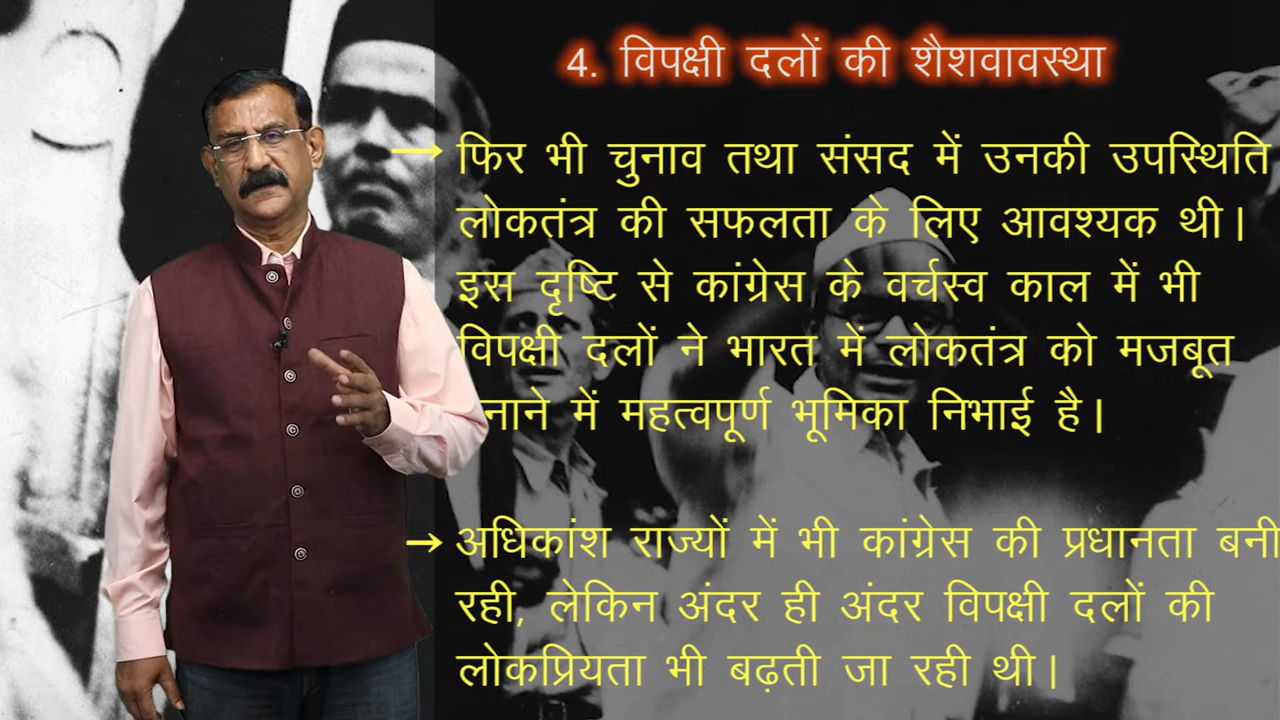 4. विपक्षी दलों की शैशवावस्था
→ फिर भी चुनाव तथा संसद में उनकी उपस्थिति
लोकतंत्र की सफलता के लिए आवश्यक थी।
इस दृष्टि से कांग्रेस के वर्चस्व काल में भी
विपक्षी दलों ने भारत में लोकतंत्र को मजबूत
नाने में महत्वपूर्ण भूमिका निभाई है।
→ अधिकांश राज्यों में भी कांग्रेस की प्रधानता बनी
रही, लेकिन अंदर ही अंदर विपक्षी दलों की
लोकप्रियता भी बढ़ती जा रही थी।